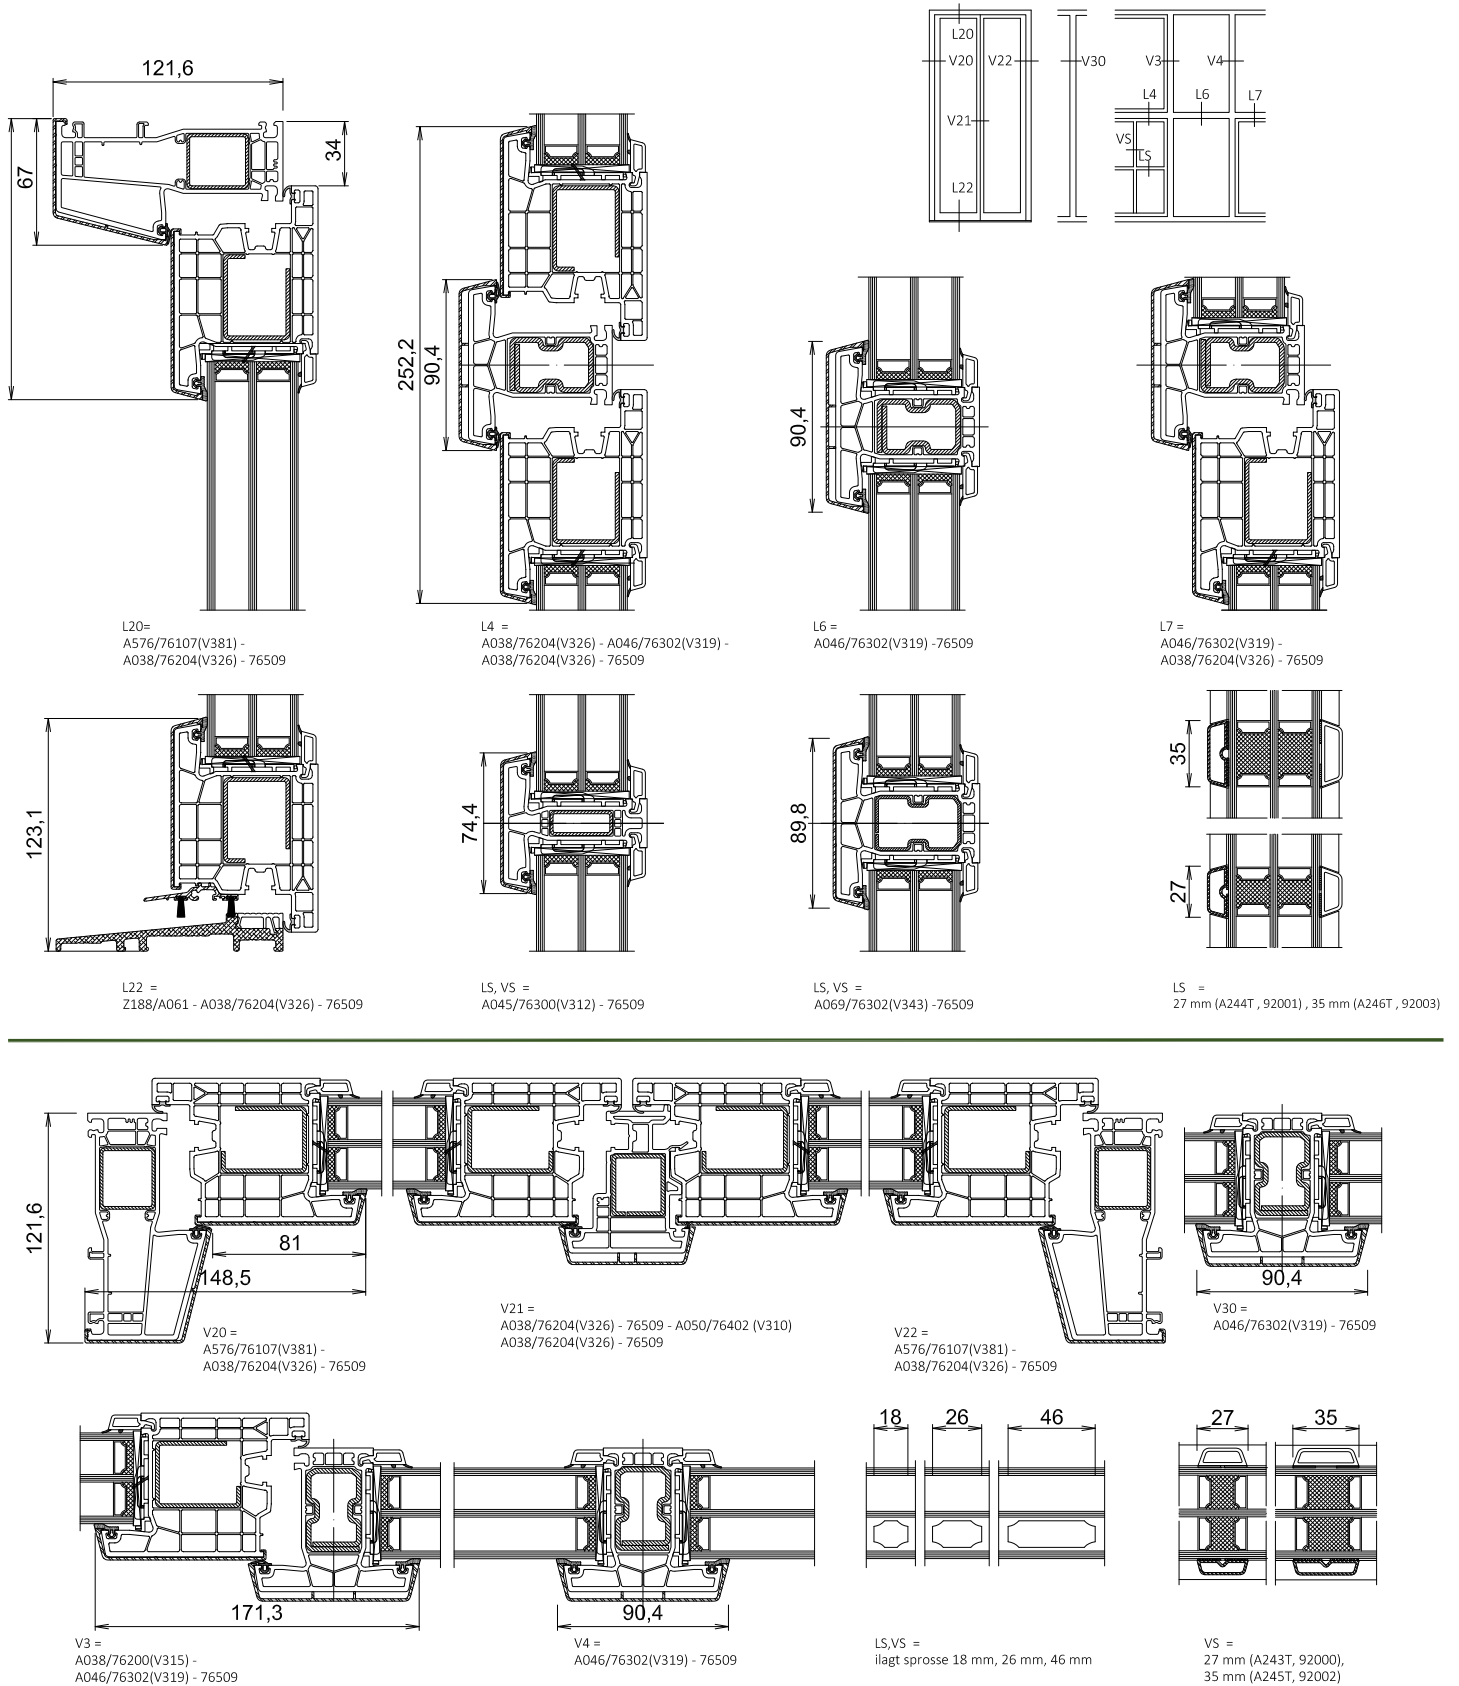 L20
V20
V22
V21
L22
V30
V3
V4
L4
L6
L7
VS
LS
121,6
67
34
252,2
90,4
90,4
L20=
A576/76107(V381) -
A038/76204(V326) - 76509
L4 =
A038/76204(V326) - A046/76302(V319) -
A038/76204(V326) - 76509
L6 =
A046/76302(V319) -76509
L7 =
A046/76302(V319) -
A038/76204(V326) - 76509
123,1
74,4
89,8
35
27
L22 =
Z188/A061 - A038/76204(V326) - 76509
LS, VS =
A045/76300(V312) - 76509
LS, VS =
A069/76302(V343) -76509
LS =
27 mm (A244T , 92001) , 35 mm (A246T , 92003)
121,6
81
148,5
90,4
V20 =
A576/76107(V381) -
A038/76204(V326) - 76509
V21 =
A038/76204(V326) - 76509 - A050/76402 (V310)
A038/76204(V326) - 76509
V22 =
A576/76107(V381) -
A038/76204(V326) - 76509
V30 =
A046/76302(V319) - 76509
171,3
90,4
18
26
46
27
35
V3 =
A038/76200(V315) -
A046/76302(V319) - 76509
V4 =
A046/76302(V319) - 76509
LS,VS =
ilagt sprosse 18 mm, 26 mm, 46 mm
VS =
27 mm (A243T, 92000),
35 mm (A245T, 92002)